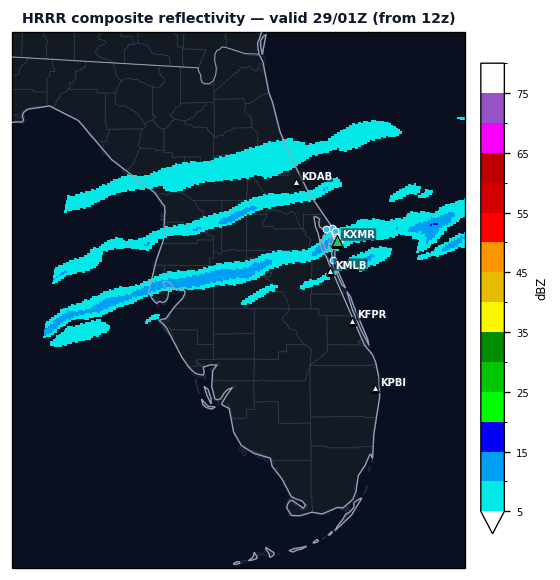 HRRR composite reflectivity — valid 29/01Z (from 12z)
KDAB
KXMR
KMLB
KFPR
KPBI
75
65
55
45
35
25
15
5
dBZ